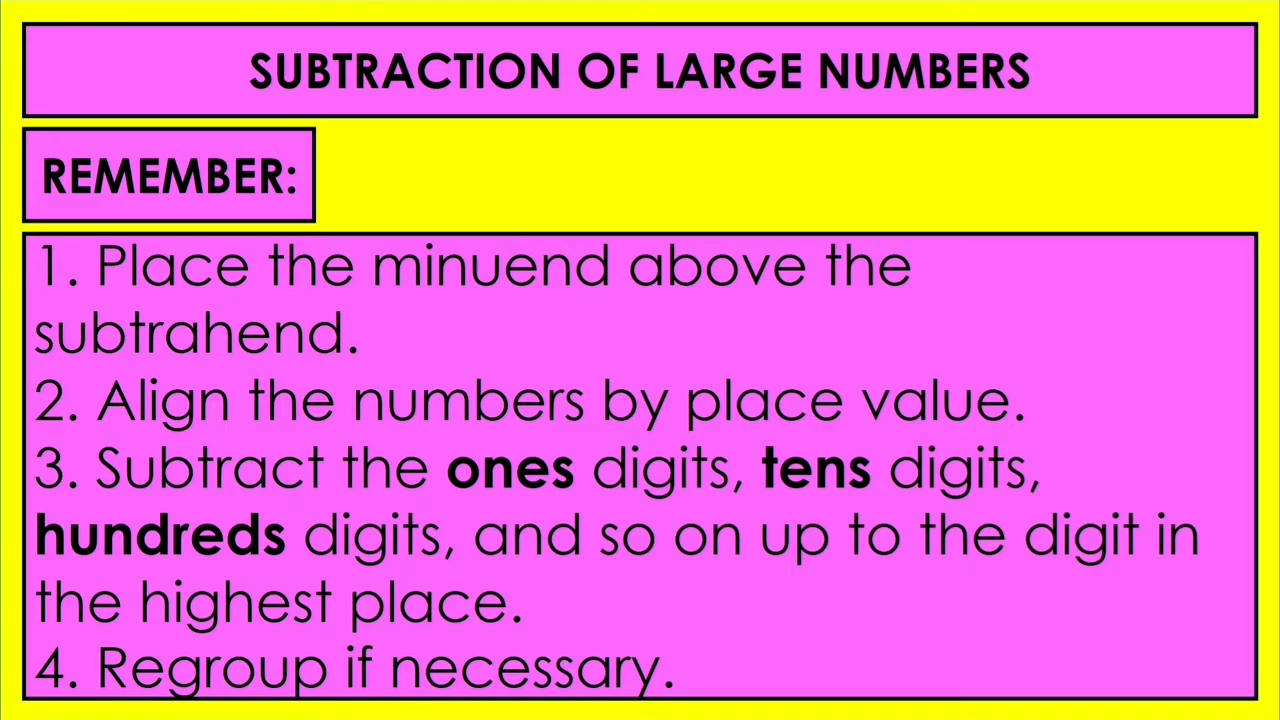 SUBTRACTION OF LARGE NUMBERS
REMEMBER:
1. Place the minuend above the
subtrahend.
2. Align the numbers by place value.
3. Subtract the ones digits, tens digits,
hundreds digits, and so on up to the digit in
the highest place.
4. Regroup if necessary.